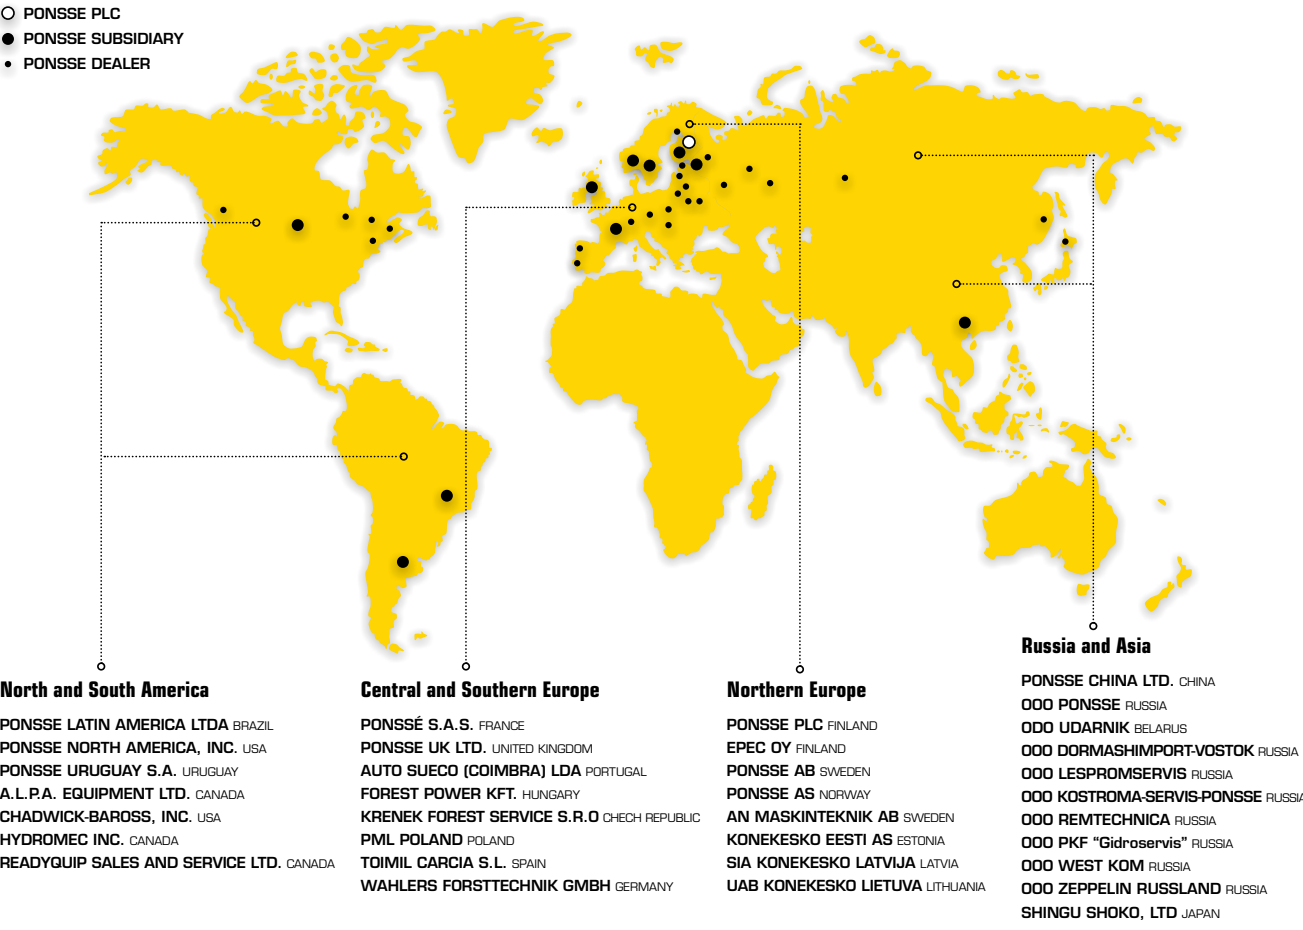 PONSSE PLC
PONSSE SUBSIDIARY
PONSSE DEALER
North and South America
PONSSE LATIN AMERICA LTDA BRAZIL
PONSSE NORTH AMERICA, INC. USA
PONSSE URUGUAY S.A. URUGUAY
A.L.P.A. EQUIPMENT LTD. CANADA
CHADWICK-BAROSS, INC. USA
HYDROMEC INC. CANADA
READYQUIP SALES AND SERVICE LTD. CANADA
Central and Southern Europe
PONSSÉ S.A.S. FRANCE
PONSSE UK LTD. UNITED KINGDOM
AUTO SUECO (COIMBRA) LDA PORTUGAL
FOREST POWER KFT. HUNGARY
KRENEK FOREST SERVICE S.R.O CHECH REPUBLIC
PML POLAND POLAND
TOIMIL CARCIA S.L. SPAIN
WAHLERS FORSTTECHNIK GMBH GERMANY
Northern Europe
PONSSE PLC FINLAND
EPEC OY FINLAND
PONSSE AB SWEDEN
PONSSE AS NORWAY
AN MASKINTEKNIK AB SWEDEN
KONEKESKO EESTI AS ESTONIA
SIA KONEKESKO LATVIJA LATVIA
UAB KONEKESKO LIETUVA LITHUANIA
Russia and Asia
PONSSE CHINA LTD. CHINA
OOO PONSSE RUSSIA
ODO UDARNIK BELARUS
OOO DORMASHIMPORT-VOSTOK RUSSIA
OOO LESPROMSERVIS RUSSIA
OOO KOSTROMA-SERVIS-PONSSE RUSSIA
OOO REMTECHNICA RUSSIA
OOO PKF “Gidroservis” RUSSIA
OOO WEST KOM RUSSIA
OOO ZEPPELIN RUSSLAND RUSSIA
SHINGU SHOKO, LTD JAPAN